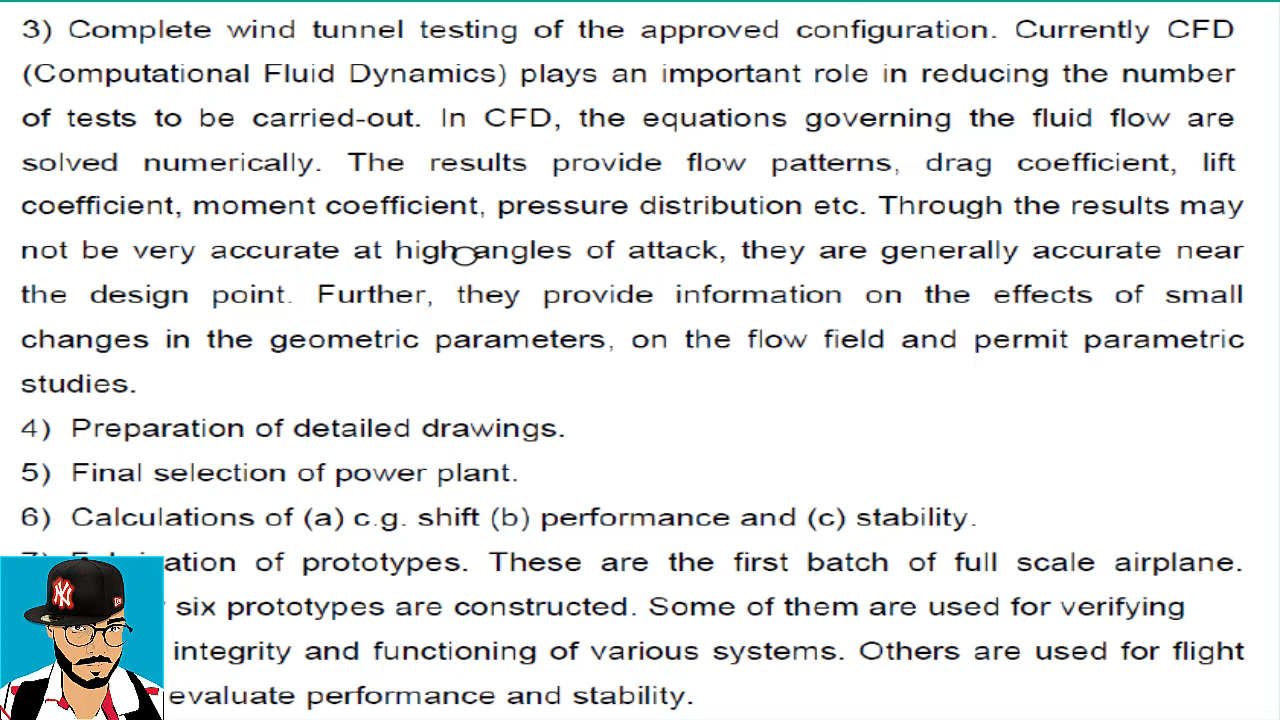 3) Complete wind tunnel testing of the approved configuration. Currently CFD
(Computational Fluid Dynamics) plays an important role in reducing the number
of tests to be carried-out. In CFD, the equations governing the fluid flow are
solved numerically. The results provide flow patterns, drag coefficient, lift
coefficient, moment coefficient, pressure distribution etc. Through the results may
not be very accurate at high angles of attack, they are generally accurate near
the design point. Further, they provide information on the effects of small
changes in the geometric parameters, on the flow field and permit parametric
studies.
4) Preparation of detailed drawings.
5) Final selection of power plant.
6) Calculations of (a) c.g. shift (b) performance and (c) stability.
of prototypes. These are the first batch of full scale airplane.
six prototypes are constructed. Some of them are used for verifying
integrity and functioning of various systems. Others are used for flight
evaluate performance and stability.
NY